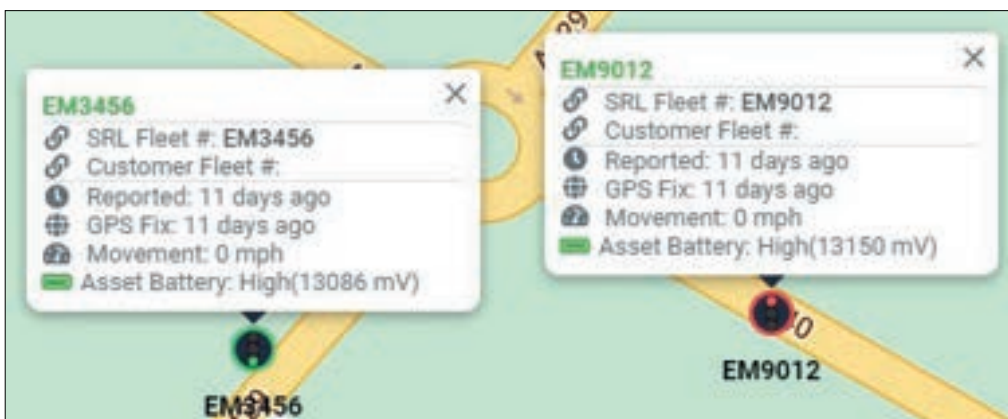 EM3456
SRL Fleet #: EM3456
Customer Fleet #:
Reported: 11 days ago
GPS Fix: 11 days ago
Movement: 0 mph
Asset Battery: High(13086 mV)
EM3456
EM9012
SRL Fleet #: EM9012
Customer Fleet #:
Reported: 11 days ago
GPS Fix: 11 days ago
Movement: 0 mph
Asset Battery: High(13150 mV)
EM9012